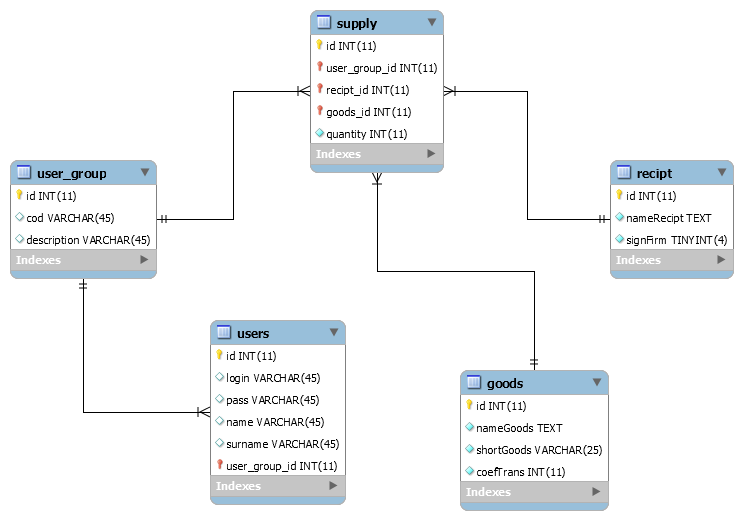 supply
id INT(11)
user_group_id INT(11)
recipt_id INT(11)
goods_id INT(11)
quantity INT(11)
Indexes
user_group
id INT(11)
cod VARCHAR(45)
description VARCHAR(45)
Indexes
recipt
id INT(11)
nameRecipt TEXT
signFirm TINYINT(4)
Indexes
users
id INT(11)
login VARCHAR(45)
pass VARCHAR(45)
name VARCHAR(45)
surname VARCHAR(45)
user_group_id INT(11)
Indexes
goods
id INT(11)
nameGoods TEXT
shortGoods VARCHAR(25)
coefTrans INT(11)
Indexes